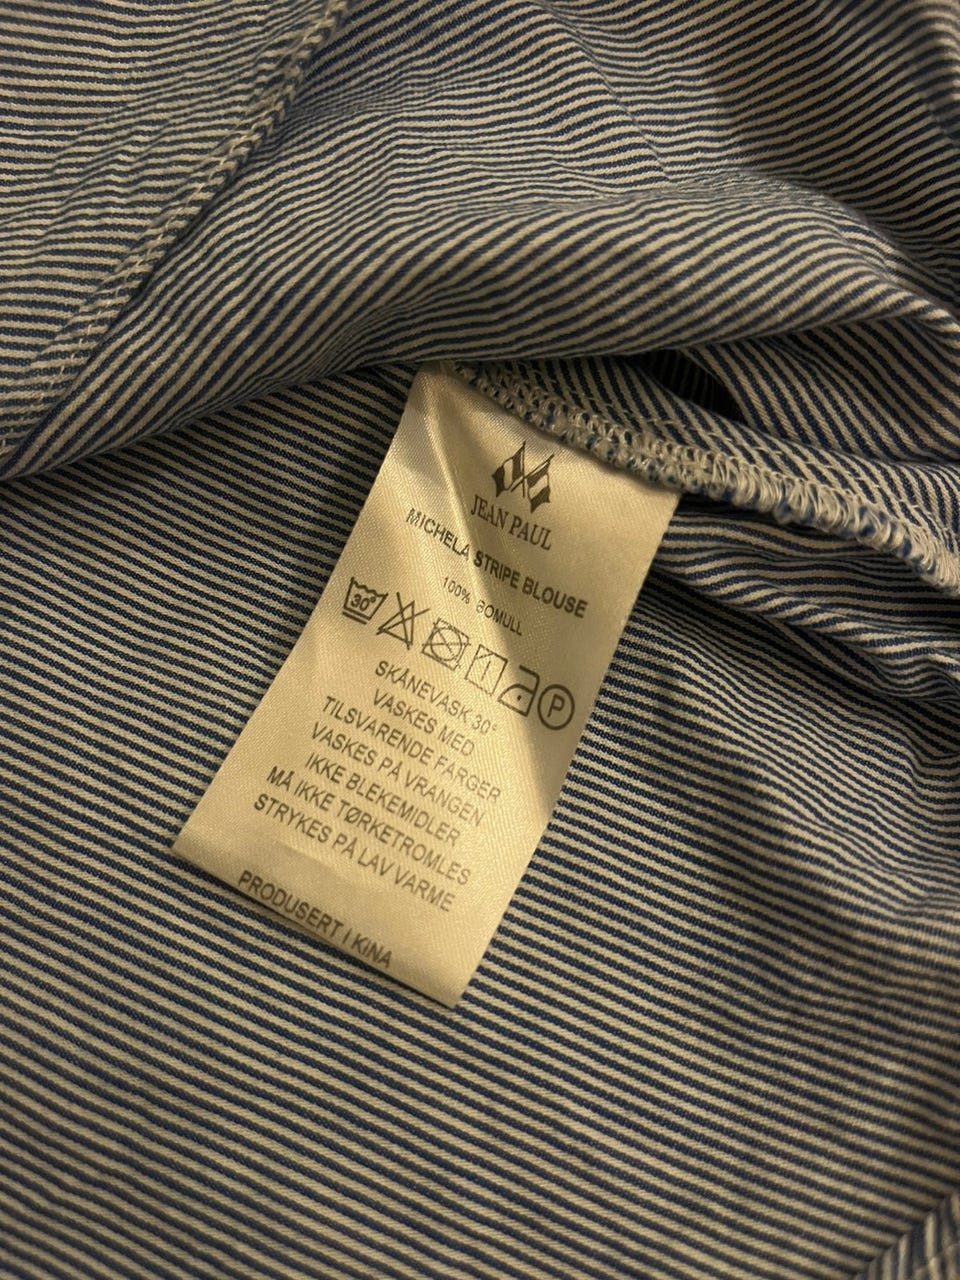 JEAN PAUL
MICHELA STRIPE BLOUSE
100% BOMULL
30°
P
SKÅNEVASK 30°
VASKES MED
TILSVARENDE FARGER
VASKES PÅ VRANGEN
IKKE BLEKEMIDLER
MÅ IKKE TØRKETROMLES
STRYKES PÅ LAV VARME
PRODUSERT I KINA